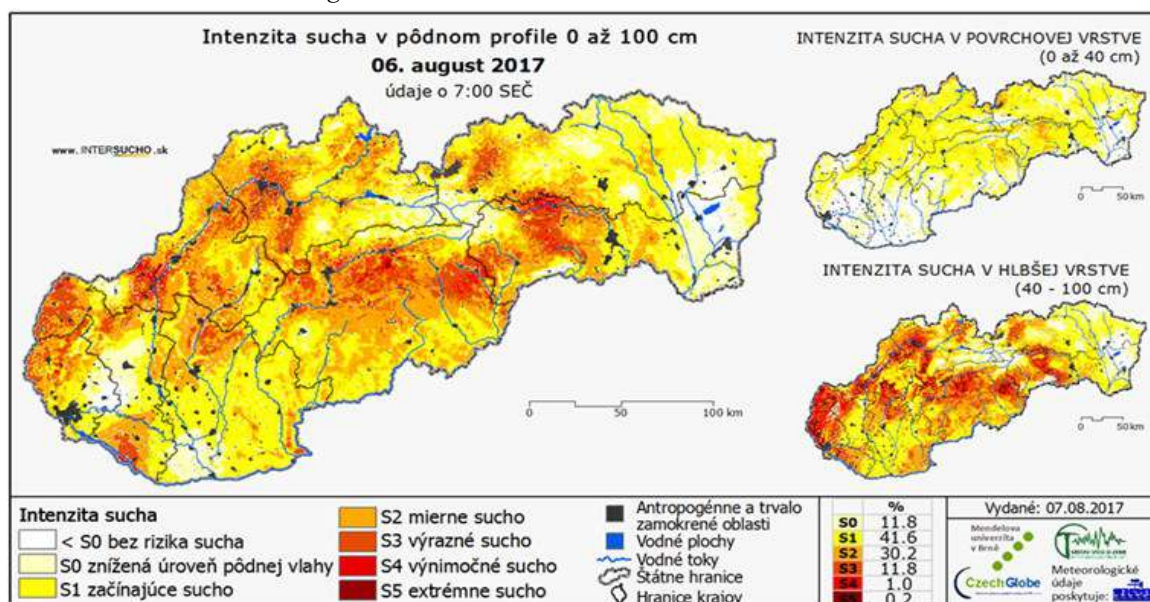 Intenzita sucha v pôdnom profile 0 až 100 cm
06. august 2017
údaje o 7:00 SEČ
www.INTERSUCHO.sk
0 50 100 km
INTENZITA SUCHA V POVRCHOVEJ VRSTVE
(0 až 40 cm)
0 50 km
INTENZITA SUCHA V HLBŠEJ VRSTVE
(40 - 100 cm)
0 50 km
Intenzita sucha
< S0 bez rizika sucha
S0 znížená úroveň pôdnej vlahy
S1 začínajúce sucho
S2 mierne sucho
S3 výrazné sucho
S4 výnimočné sucho
S5 extrémne sucho
Antropogénne a trvalo
zamokrené oblasti
Vodné plochy
Vodné toky
Štátne hranice
Hranice krajov
%
S0 11.8
S1 41.6
S2 30.2
S3 11.8
S4 1.0
S5 0.2
Vydané: 07.08.2017
Mendelova
univerzita
v Brně
CzechGlobe
Meteorologické
údaje
poskytuje: